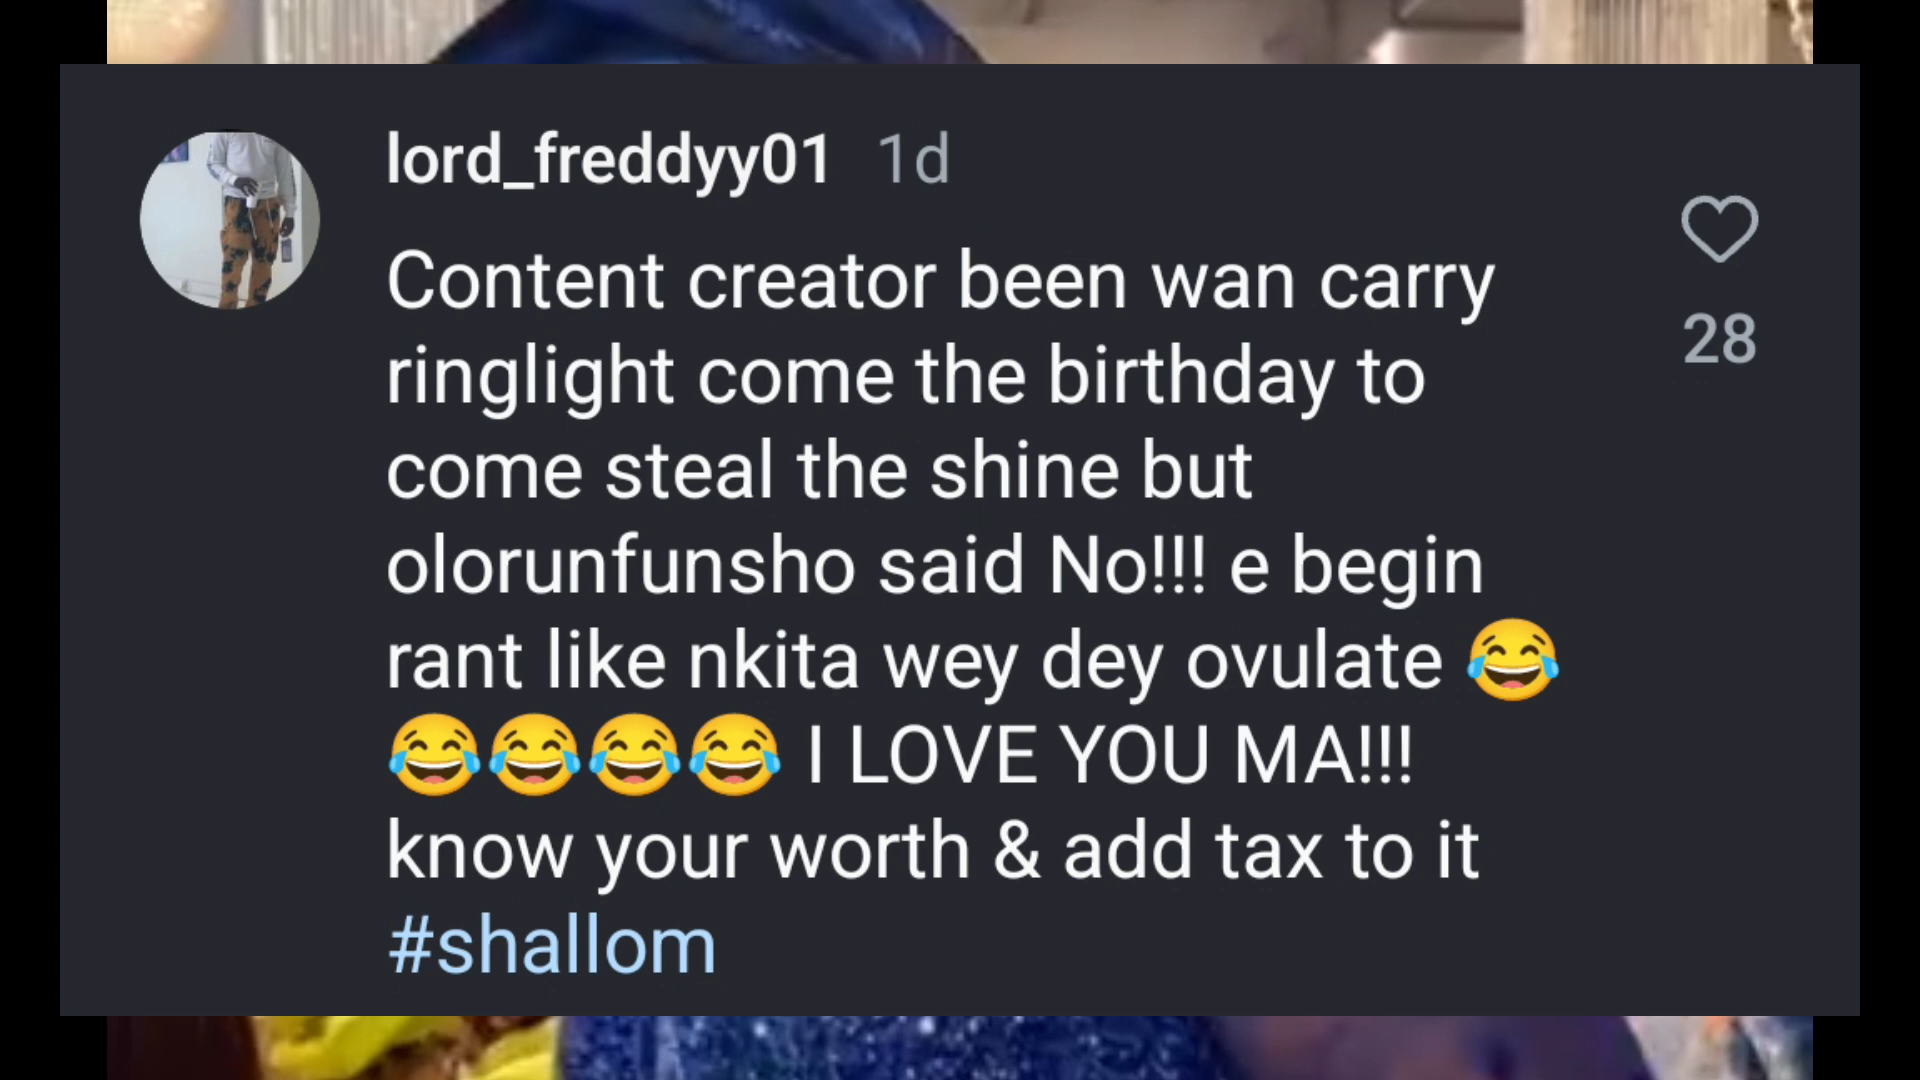 lord_freddyy01 1d
Content creator been wan carry
ringlight come the birthday to
come steal the shine but
olorunfunsho said No!!! e begin
rant like nkita wey dey ovulate 😂
😂😂😂😂 I LOVE YOU MA!!!
know your worth & add tax to it
#shallom
28